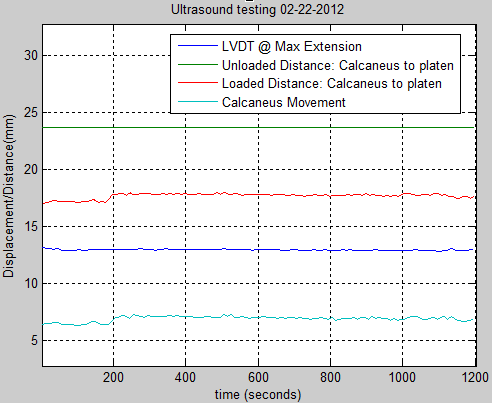 Ultrasound testing 02-22-2012
LVDT @ Max Extension
Unloaded Distance: Calcaneus to platen
Loaded Distance: Calcaneus to platen
Calcaneus Movement
Displacement/Distance(mm)
30
25
20
15
10
5
200 400 600 800 1000 1200
time (seconds)